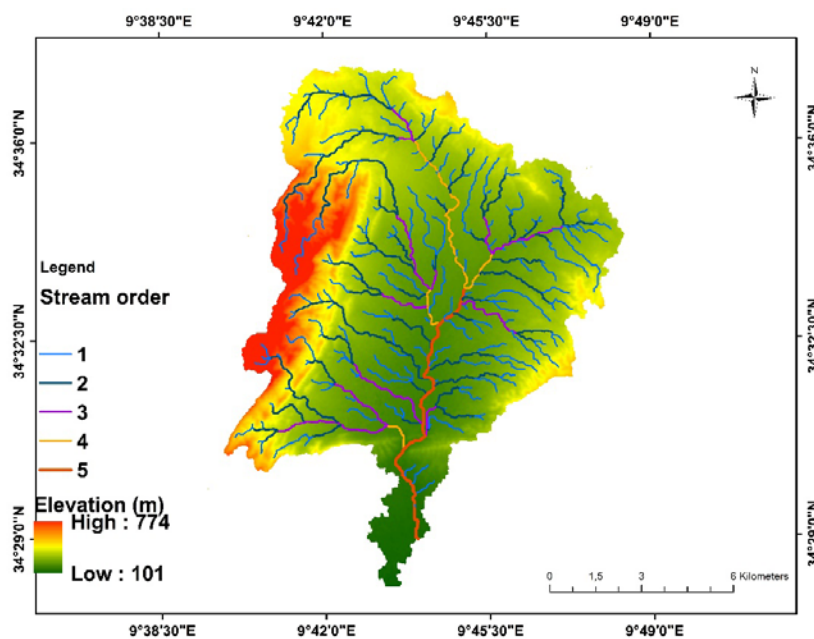 9°38'30"E 9°42'0"E 9°45'30"E 9°49'0"E
N
34°36'0"N 34°36'0"N
Legend
Stream order
34°32'30"N 34°32'30"N
1
2
3
4
5
Elevation (m)
High : 774
Low : 101
34°29'0"N 34°29'0"N
0 1,5 3 6 Kilometers
9°38'30"E 9°42'0"E 9°45'30"E 9°49'0"E